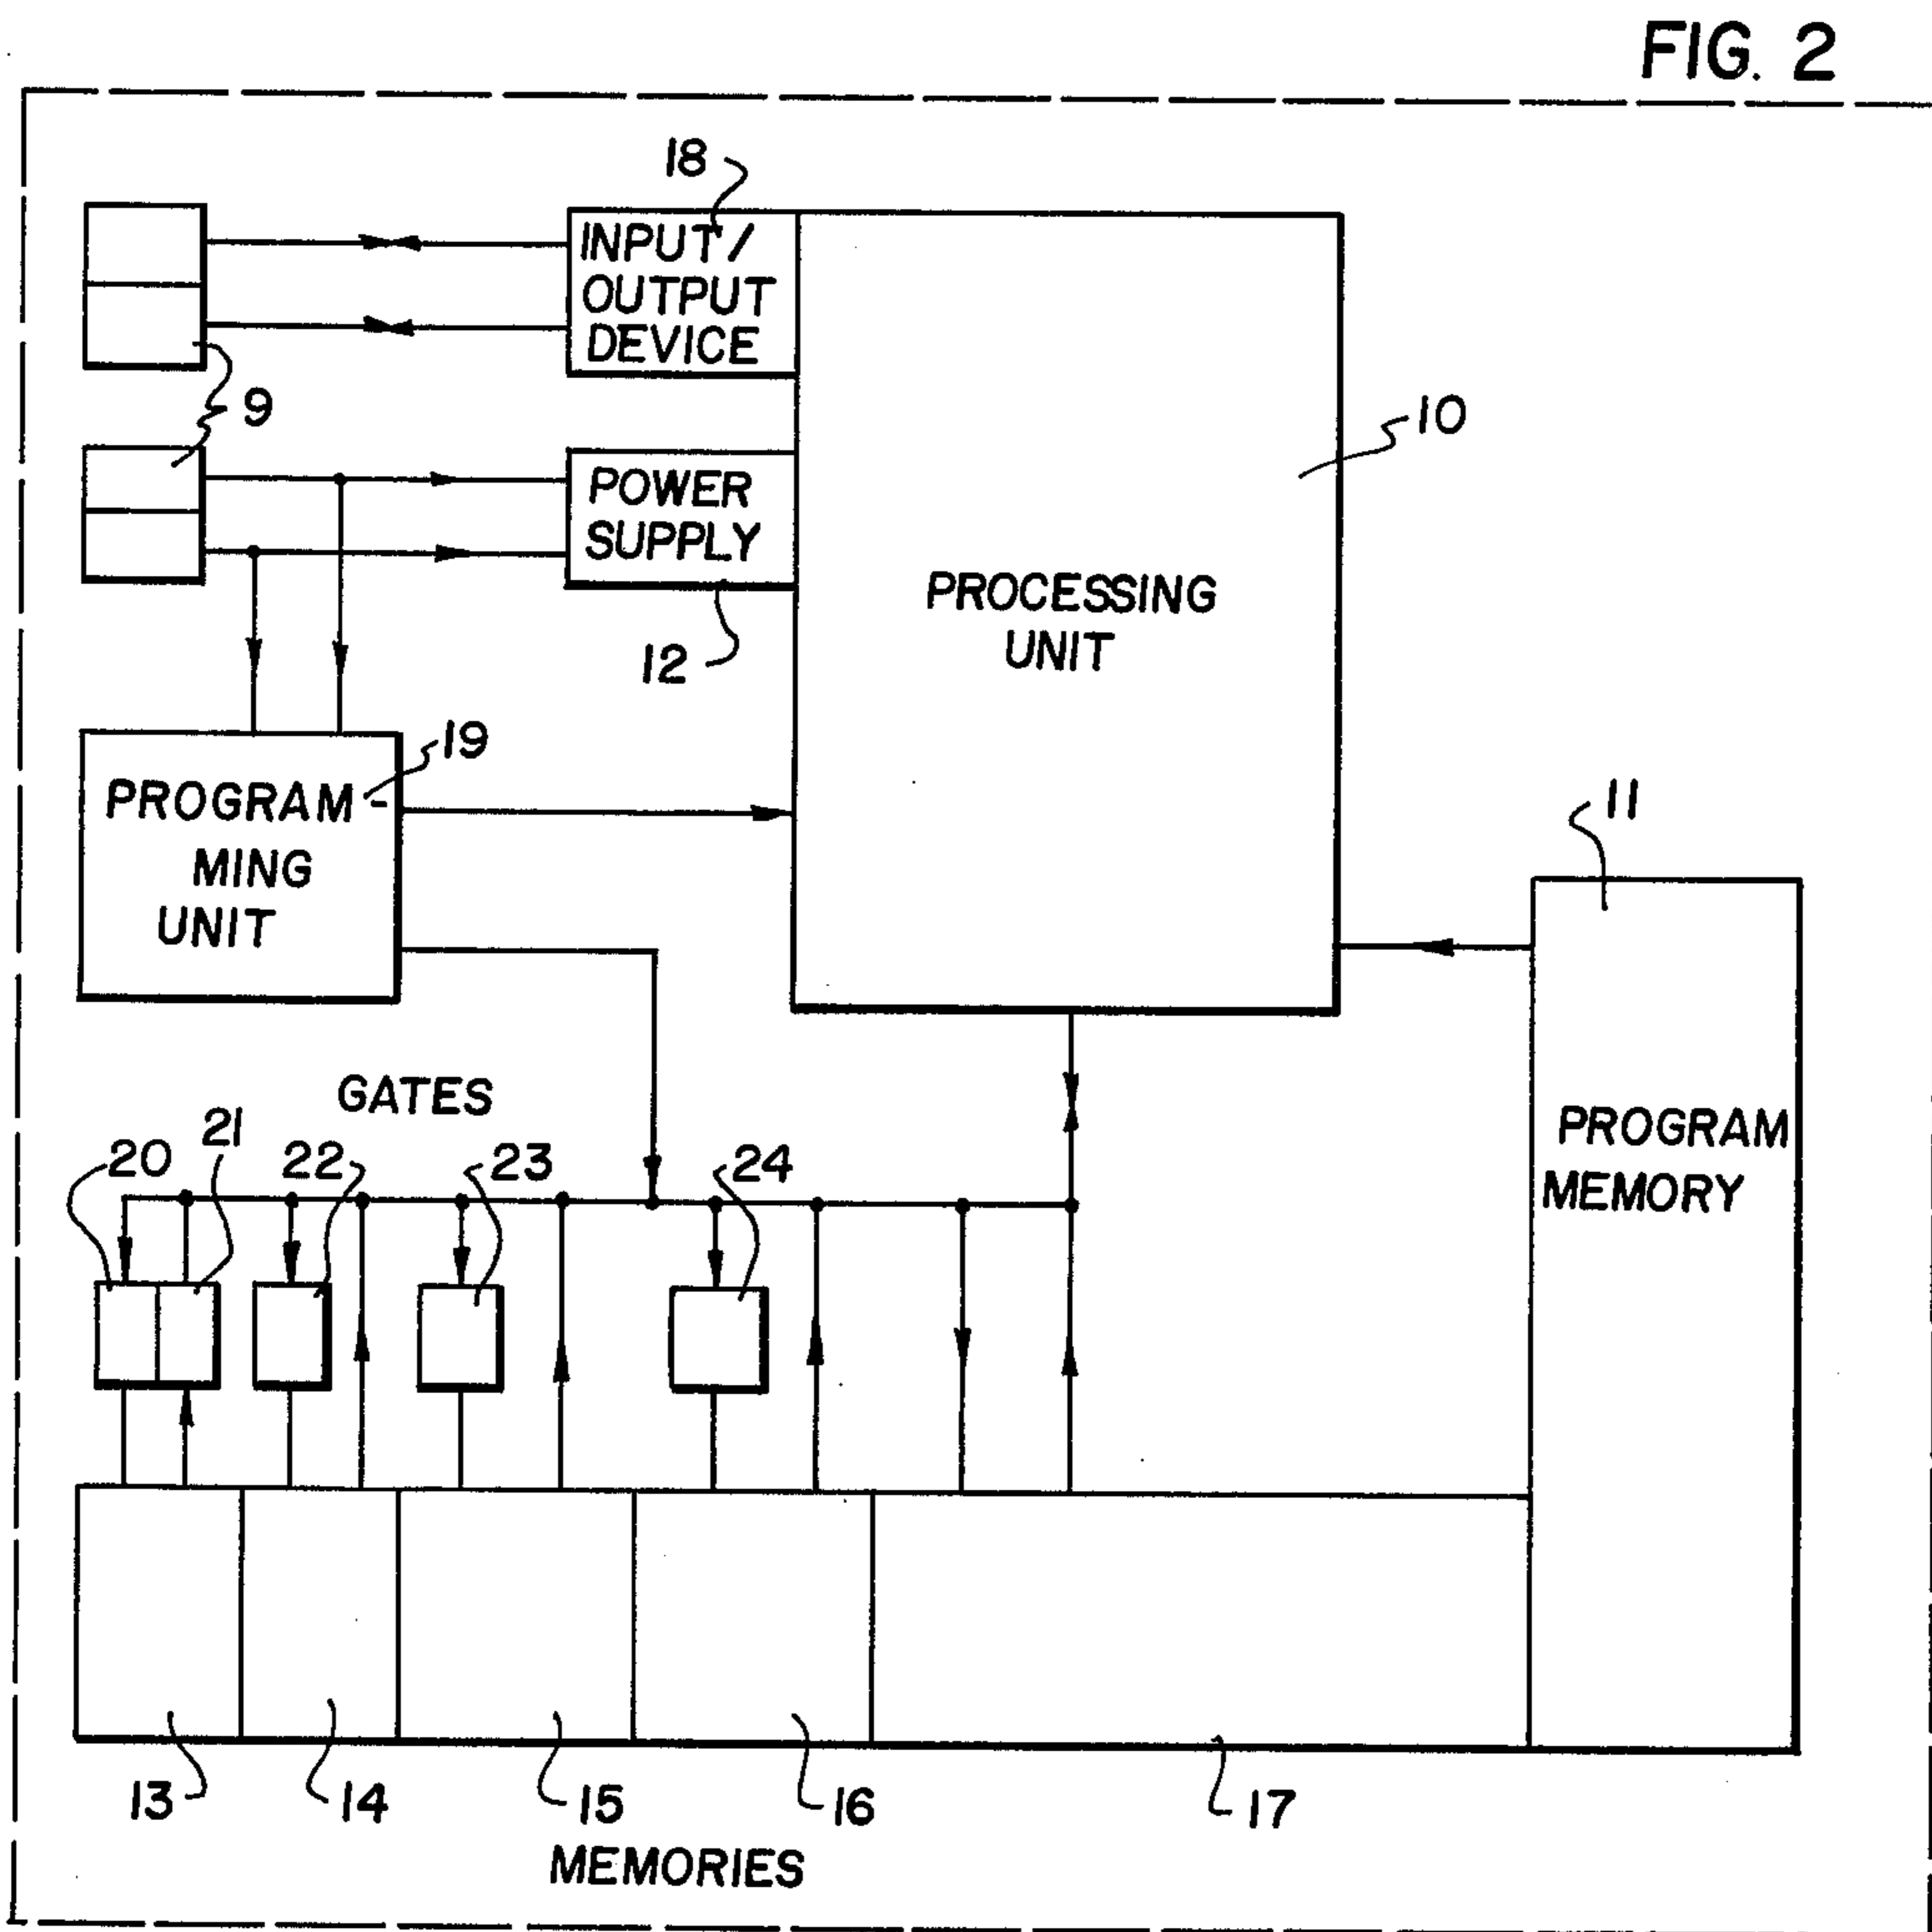 FIG. 2
18
INPUT/
OUTPUT
DEVICE
9
10
POWER
SUPPLY
PROCESSING
UNIT
12
19
PROGRAM-
MING
UNIT
11
GATES
20
21
22
23
24
PROGRAM
MEMORY
13
14
15
16
17
MEMORIES